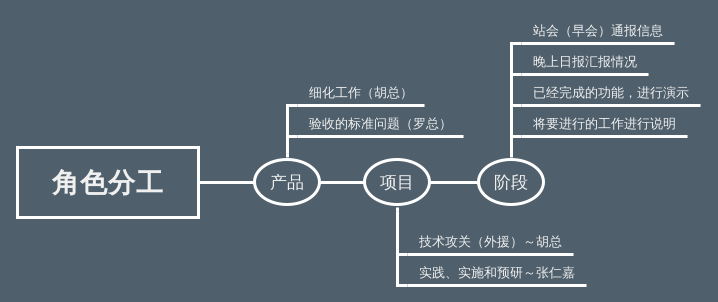 角色分工
产品
细化工作（胡总）
验收的标准问题（罗总）
项目
技术攻关（外援）～胡总
实践、实施和预研～张仁嘉
阶段
站会（早会）通报信息
晚上日报汇报情况
已经完成的功能，进行演示
将要进行的工作进行说明